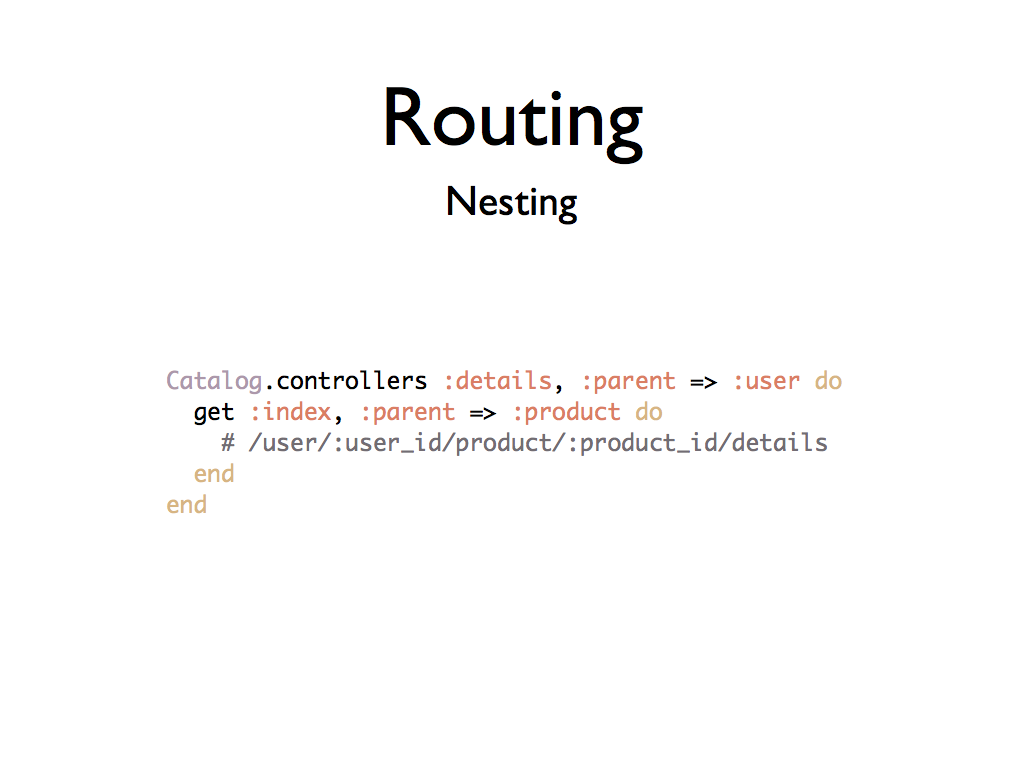 Routing
Nesting
Catalog.controllers :details, :parent => :user do
  get :index, :parent => :product do
    # /user/:user_id/product/:product_id/details
  end
end